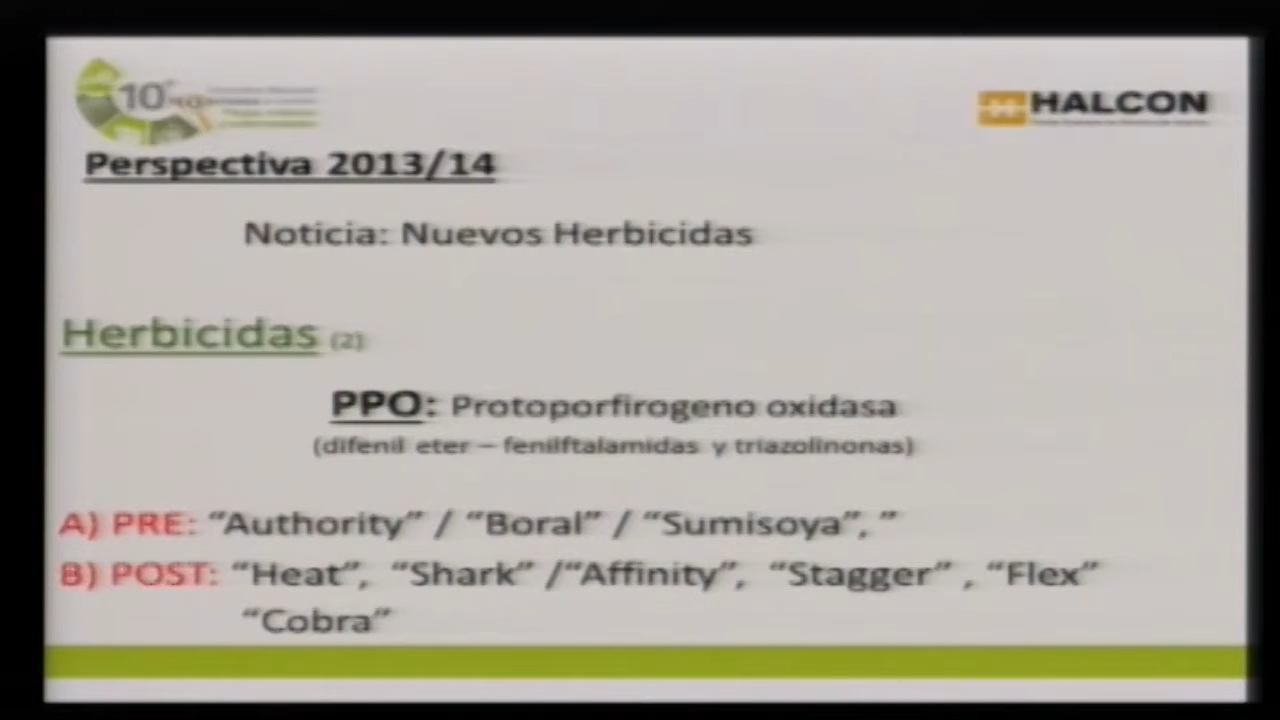 10°
HALCON
Perspectiva 2013/14
Noticia: Nuevos Herbicidas
Herbicidas (2)
PPO: Protoporfirogeno oxidasa
(difenil eter – fenilftalamidas y triazolinonas)
A) PRE: “Authority” / “Boral” / “Sumisoya”, ”
B) POST: “Heat”, “Shark” /“Affinity”, “Stagger” , “Flex”
“Cobra”